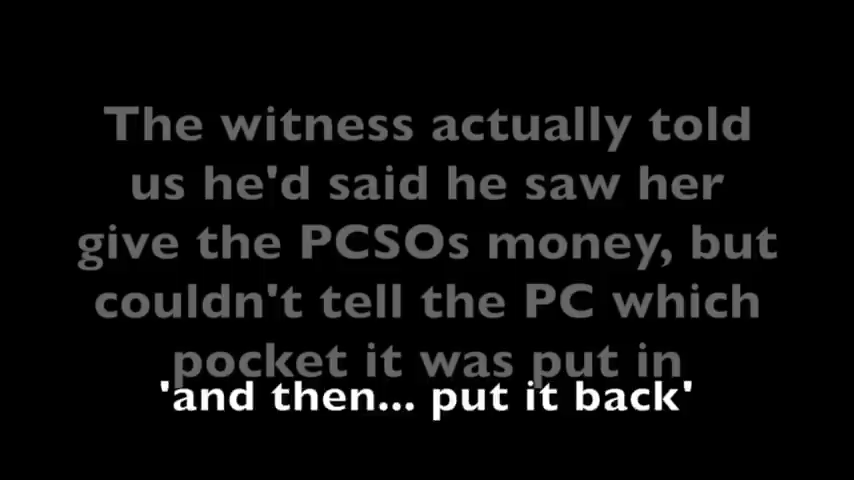 The witness actually told
us he'd said he saw her
give the PCSOs money, but
couldn't tell the PC which
pocket it was put in
'and then... put it back'